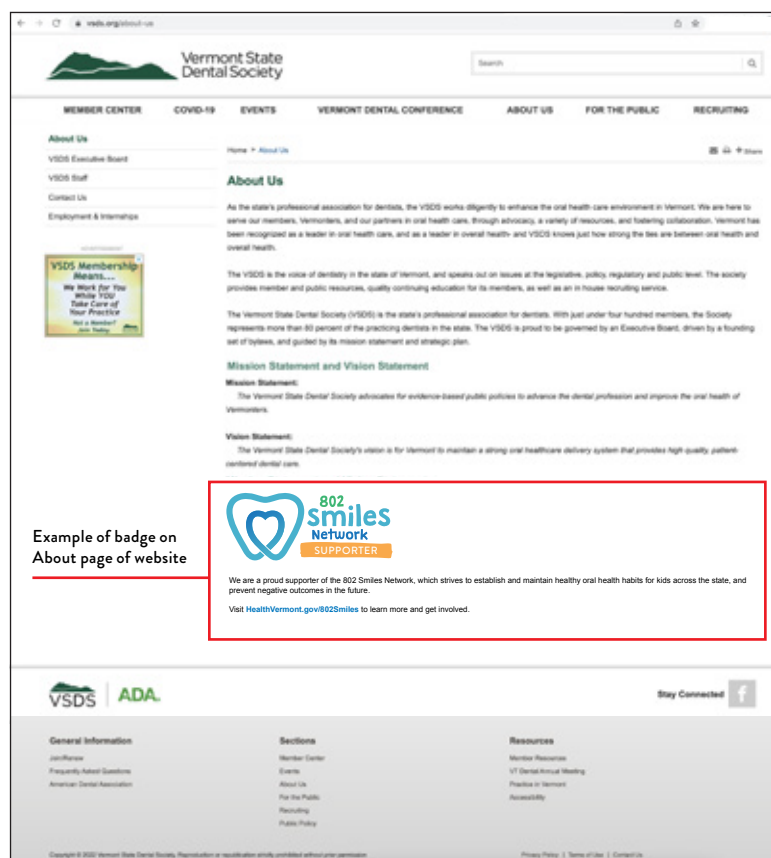 vsds.org/about-us
Vermont State
Dental Society
Search
MEMBER CENTER COVID-19 EVENTS VERMONT DENTAL CONFERENCE ABOUT US FOR THE PUBLIC RECRUITING
About Us
VSDS Executive Board
VSDS Staff
Contact Us
Employment & Internships
ADVERTISEMENT
VSDS Membership
Means...
We Work for You
While YOU
Take Care of
Your Practice
Not a Member?
Join Today
Home > About Us
Share
About Us
As the state's professional association for dentists, the VSDS works diligently to enhance the oral health care environment in Vermont. We are here to
serve our members, Vermonters, and our partners in oral health care, through advocacy, a variety of resources, and fostering collaboration. Vermont has
been recognized as a leader in oral health care, and as a leader in overall health- and VSDS knows just how strong the ties are between oral health and
overall health.
The VSDS is the voice of dentistry in the state of Vermont, and speaks out on issues at the legislative, policy, regulatory and public level. The society
provides member and public resources, quality continuing education for its members, as well as an in house recruiting service.
The Vermont State Dental Society (VSDS) is the state's professional association for dentists. With just under four hundred members, the Society
represents more than 80 percent of the practicing dentists in the state. The VSDS is proud to be governed by an Executive Board, driven by a founding
set of bylaws, and guided by its mission statement and strategic plan.
Mission Statement and Vision Statement
Mission Statement:
The Vermont State Dental Society advocates for evidence-based public policies to advance the dental profession and improve the oral health of
Vermonters.
Vision Statement:
The Vermont State Dental Society's vision is for Vermont to maintain a strong oral healthcare delivery system that provides high quality, patient-
centered dental care.
Example of badge on
About page of website
802
Smiles
Network
SUPPORTER
We are a proud supporter of the 802 Smiles Network, which strives to establish and maintain healthy oral health habits for kids across the state, and
prevent negative outcomes in the future.
Visit HealthVermont.gov/802Smiles to learn more and get involved.
VSDS ADA.
Stay Connected f
General Information
Join/Renew
Frequently Asked Questions
American Dental Association
Sections
Member Center
Events
About Us
For the Public
Recruiting
Public Policy
Resources
Member Resources
VT Dental Annual Meeting
Practice in Vermont
Accessibility
Copyright © 2022 Vermont State Dental Society, Reproduction or republication strictly prohibited without prior permission
Privacy Policy | Terms of Use | Contact Us